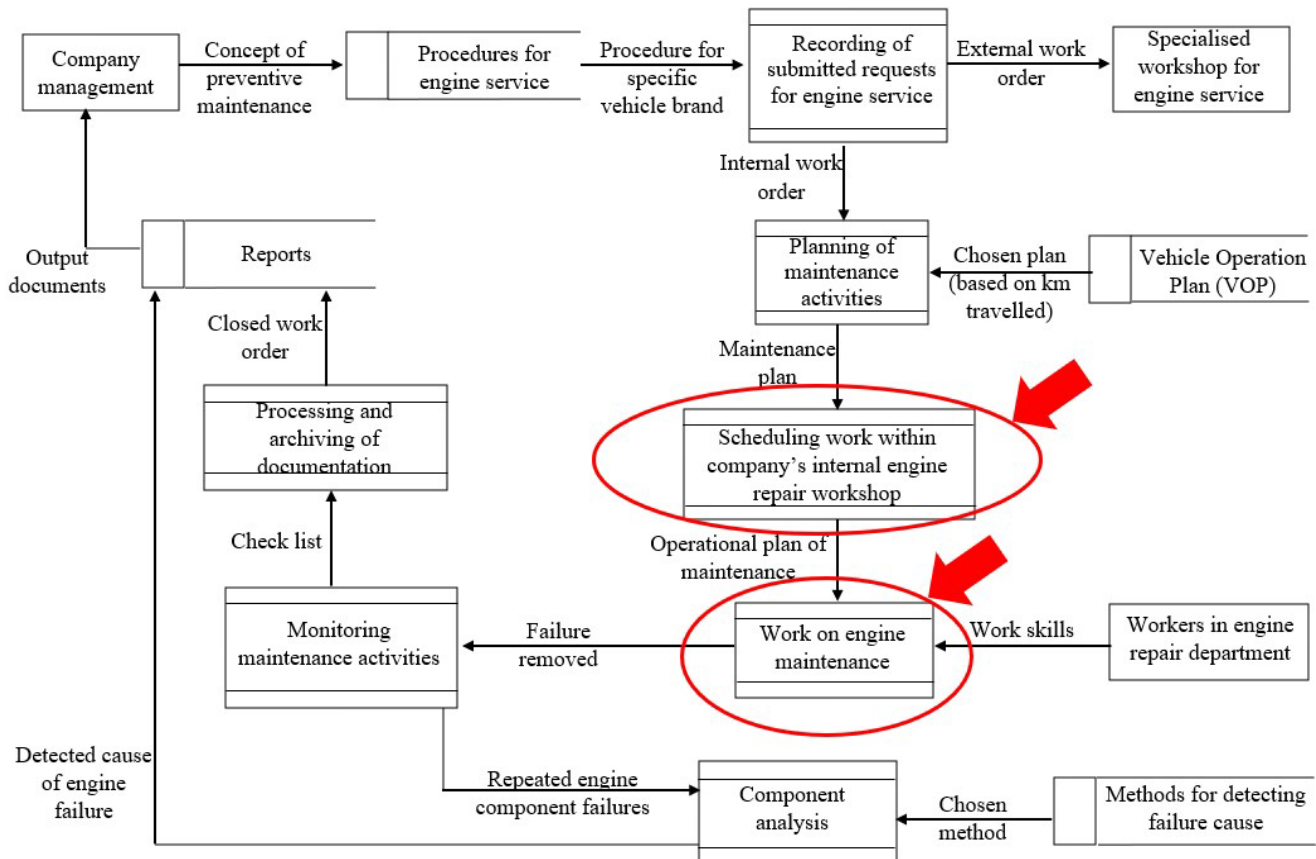 Company
management
Concept of
preventive
maintenance
Procedures for
engine service
Procedure for
specific
vehicle brand
Recording of
submitted requests
for engine service
External work
order
Specialised
workshop for
engine service
Internal work
order
Output
documents
Reports
Planning of
maintenance
activities
Chosen plan
(based on km
travelled)
Vehicle Operation
Plan (VOP)
Closed work
order
Maintenance
plan
Processing and
archiving of
documentation
Scheduling work within
company’s internal engine
repair workshop
Check list
Operational plan of
maintenance
Monitoring
maintenance activities
Failure
removed
Work on engine
maintenance
Work skills
Workers in engine
repair department
Detected cause
of engine
failure
Repeated engine
component failures
Component
analysis
Chosen
method
Methods for detecting
failure cause